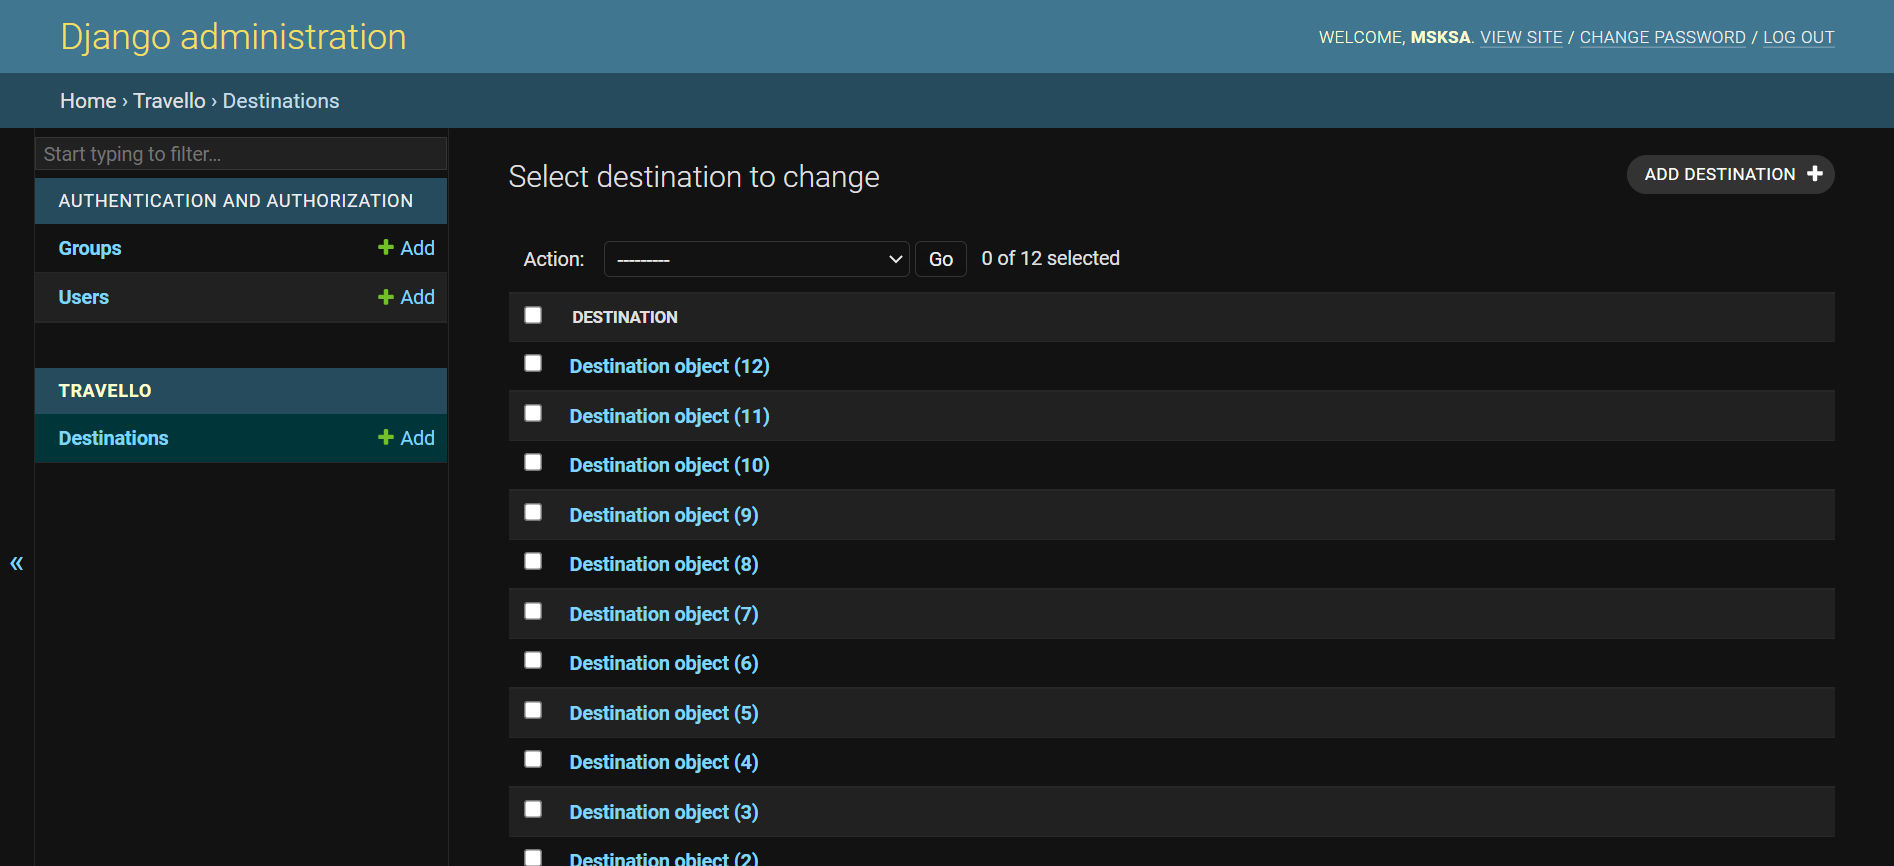 Django administration
WELCOME, MSKSA. VIEW SITE / CHANGE PASSWORD / LOG OUT
Home › Travello › Destinations
Start typing to filter...
AUTHENTICATION AND AUTHORIZATION
Groups + Add
Users + Add
TRAVELLO
Destinations + Add
«
Select destination to change
ADD DESTINATION +
Action: --------- Go 0 of 12 selected
DESTINATION
Destination object (12)
Destination object (11)
Destination object (10)
Destination object (9)
Destination object (8)
Destination object (7)
Destination object (6)
Destination object (5)
Destination object (4)
Destination object (3)
Destination object (2)